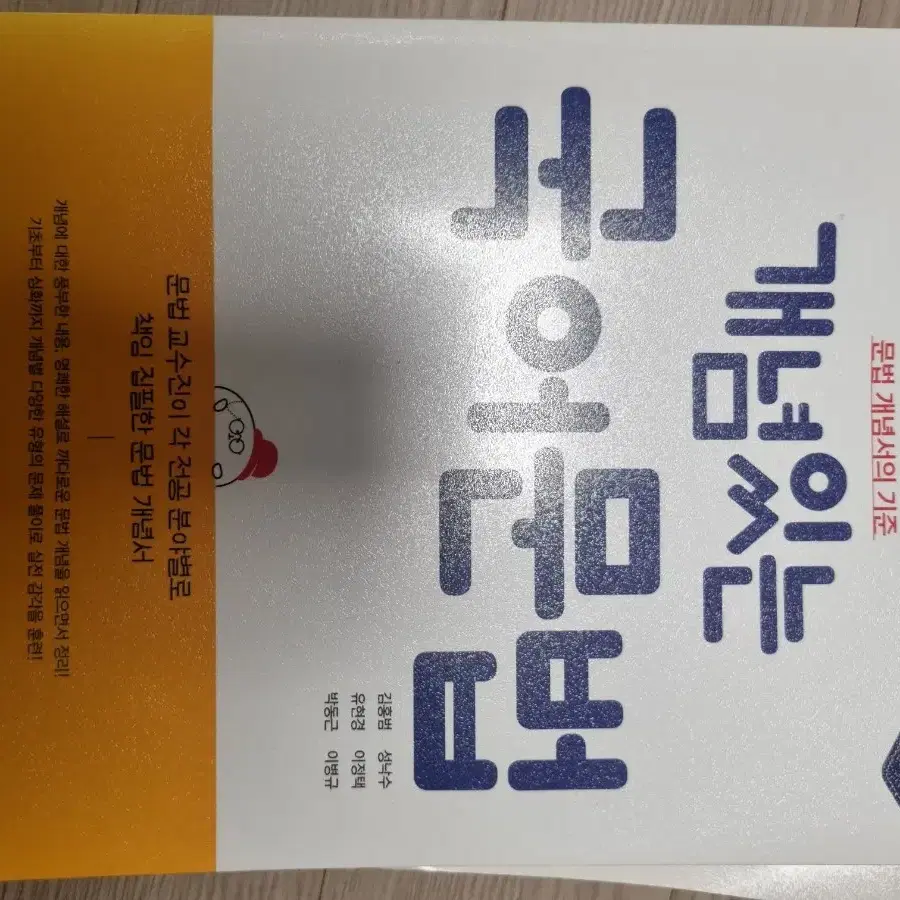 문법 개념서의 기준
개념있는
국어문법
김홍범 성낙수
유현경 이정택
박동근 이병규
문법 교수진이 각 전공 분야별로
책임 집필한 문법 개념서
개념에 대한 풍부한 내용, 명쾌한 해설로 까다로운 문법 개념을 읽으면서 정리!
기초부터 심화까지 개념별 다양한 유형의 문제 풀이로 실전 감각을 훈련!